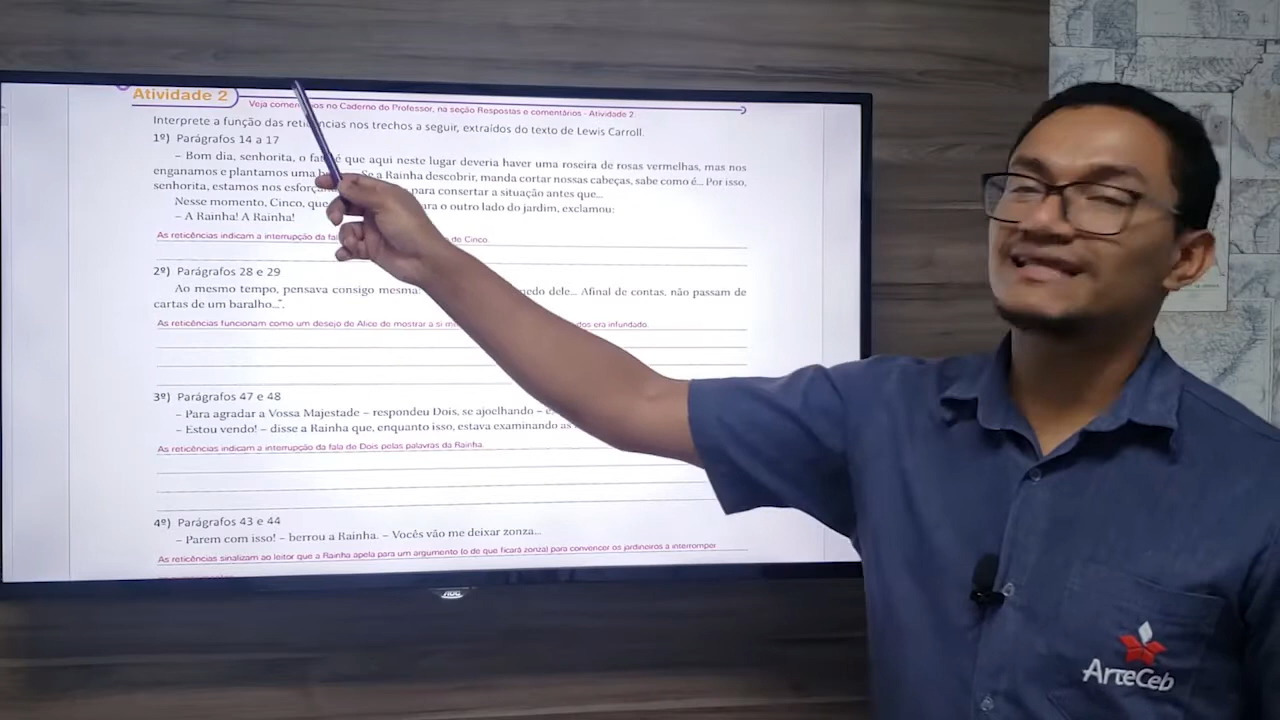 Atividade 2
Veja comen os no Caderno do Professor, na seção Respostas e comentários - Atividade 2
Interprete a função das reti ncias nos trechos a seguir, extraídos do texto de Lewis Carroll.
1º) Parágrafos 14 a 17
– Bom dia, senhorita, o fat é que aqui neste lugar deveria haver uma roseira de rosas vermelhas, mas nos
enganamos e plantamos uma Se a Rainha descobrir, manda cortar nossas cabeças, sabe como é... Por isso,
senhorita, estamos nos esforça para consertar a situação antes que...
Nesse momento, Cinco, que ara o outro lado do jardim, exclamou:
– A Rainha! A Rainha!
As reticências indicam a interrupção da fal de Cinco.
2º) Parágrafos 28 e 29
Ao mesmo tempo, pensava consigo mesma: medo dele... Afinal de contas, não passam de
cartas de um baralho...".
As reticências funcionam como um desejo de Alice de mostrar a si m dos era infundado.
3º) Parágrafos 47 e 48
– Para agradar a Vossa Majestade – respondeu Dois, se ajoelhando –
– Estou vendo! – disse a Rainha que, enquanto isso, estava examinando as
As reticências indicam a interrupção da fala de Dois pelas palavras da Rainha.
4º) Parágrafos 43 e 44
– Parem com isso! – berrou a Rainha. – Vocês vão me deixar zonza...
As reticências sinalizam ao leitor que a Rainha apela para um argumento (o de que ficará zonza) para convencer os jardineiros a interromper
AOC
ArteCeb